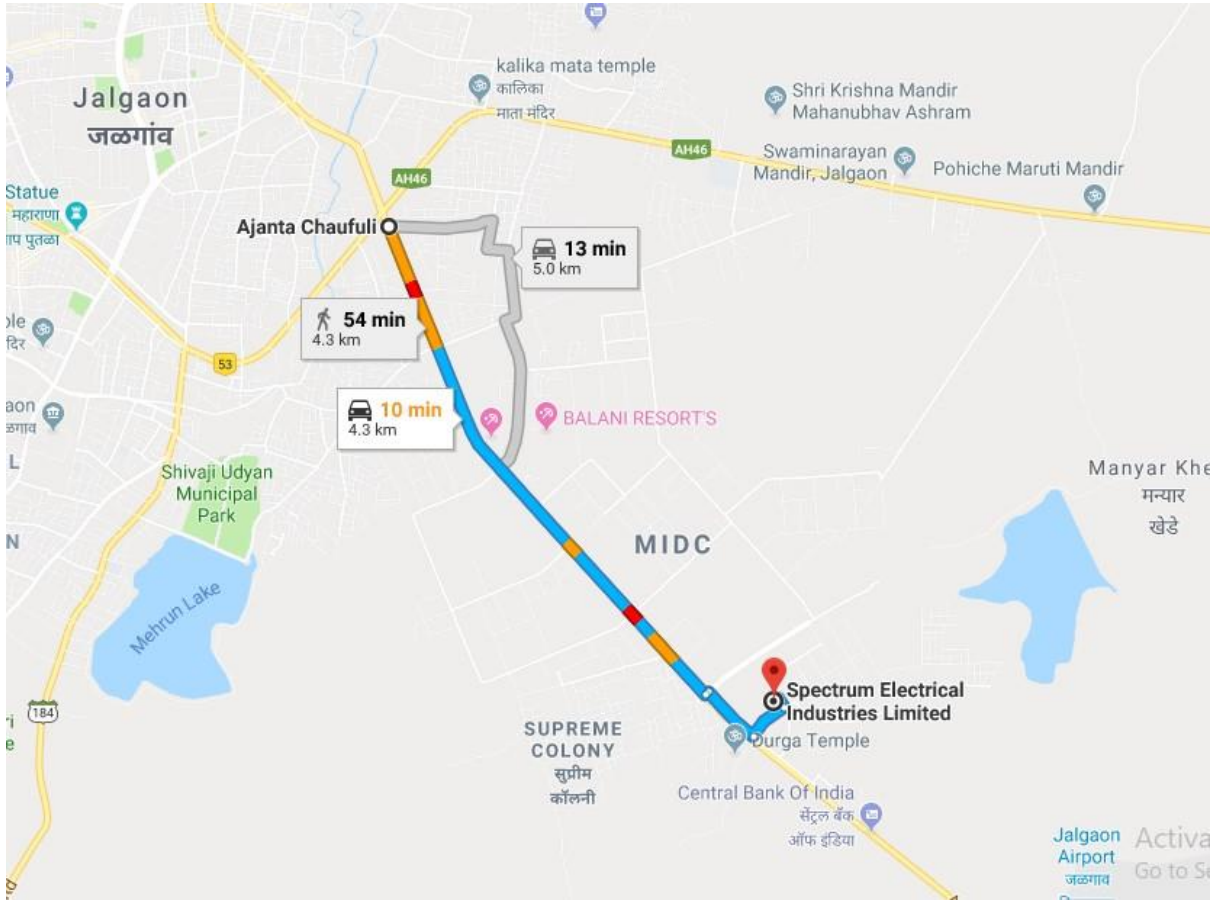 kalika mata temple
कालिका
माता मंदिर
Jalgaon
जळगांव
Shri Krishna Mandir
Mahanubhav Ashram
AH46
Swaminarayan
Mandir, Jalgaon
Pohiche Maruti Mandir
AH46
Statue
महाराणा
ाप पुतळा
Ajanta Chaufuli
13 min
5.0 km
54 min
4.3 km
53
10 min
4.3 km
BALANI RESORT'S
Shivaji Udyan
Municipal
Park
Manyar Khe
मन्यार
खेडे
MIDC
Mehrun Lake
184
Spectrum Electrical
Industries Limited
SUPREME
COLONY
सुप्रीम
कॉलनी
Durga Temple
Central Bank Of India
सेंट्रल बँक
ऑफ इंडिया
Jalgaon
Airport
जळगाव
Activa
Go to Se